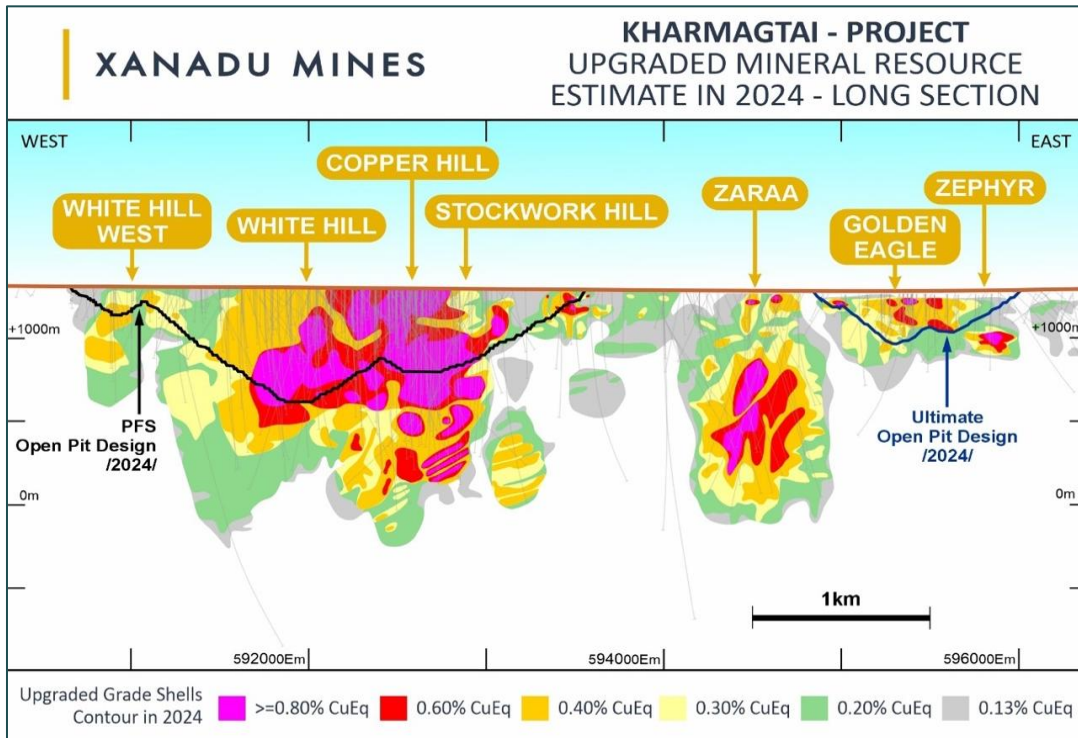 XANADU MINES
KHARMAGTAI - PROJECT
UPGRADED MINERAL RESOURCE
ESTIMATE IN 2024 - LONG SECTION
WEST
EAST
COPPER HILL
WHITE HILL
WEST
WHITE HILL
STOCKWORK HILL
ZARAA
GOLDEN
EAGLE
ZEPHYR
+1000m
+1000m
PFS
Open Pit Design
/2024/
Ultimate
Open Pit Design
/2024/
0m
0m
1km
592000Em
594000Em
596000Em
Upgraded Grade Shells
Contour in 2024
>=0.80% CuEq
0.60% CuEq
0.40% CuEq
0.30% CuEq
0.20% CuEq
0.13% CuEq